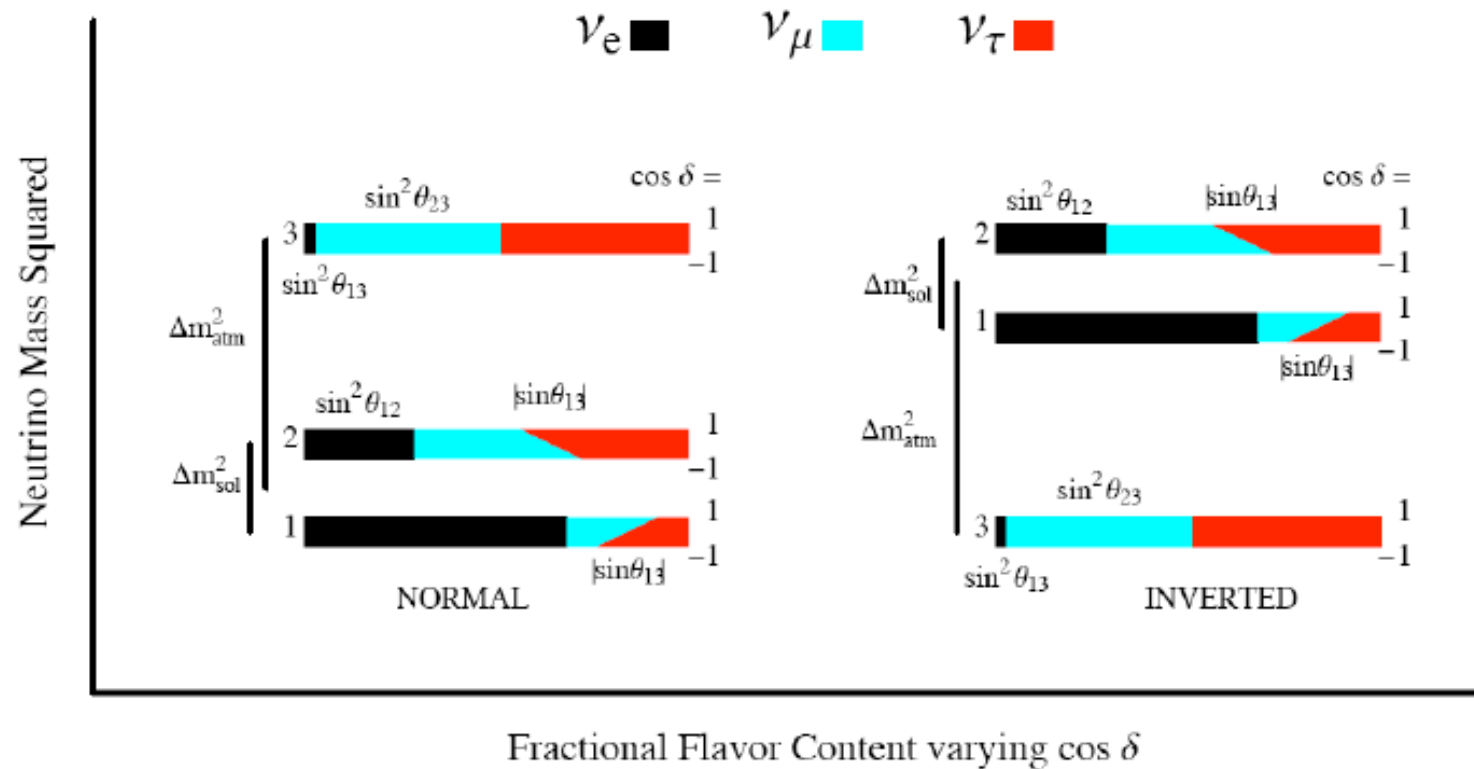 νe νμ ντ
Neutrino Mass Squared
cos δ =
sin²θ23
3
1
−1
sin²θ13
Δm²atm
sin²θ12
|sinθ13|
2
1
−1
Δm²sol
1
1
−1
|sinθ13|
NORMAL
cos δ =
sin²θ12
|sinθ13|
2
1
−1
Δm²sol
1
1
−1
|sinθ13|
Δm²atm
sin²θ23
3
1
−1
sin²θ13
INVERTED
Fractional Flavor Content varying cos δ